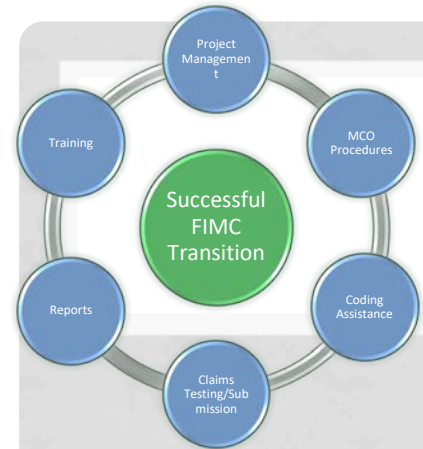 Project
Managemen
t
MCO
Procedures
Coding
Assistance
Claims
Testing/Sub
mission
Reports
Training
Successful
FIMC
Transition